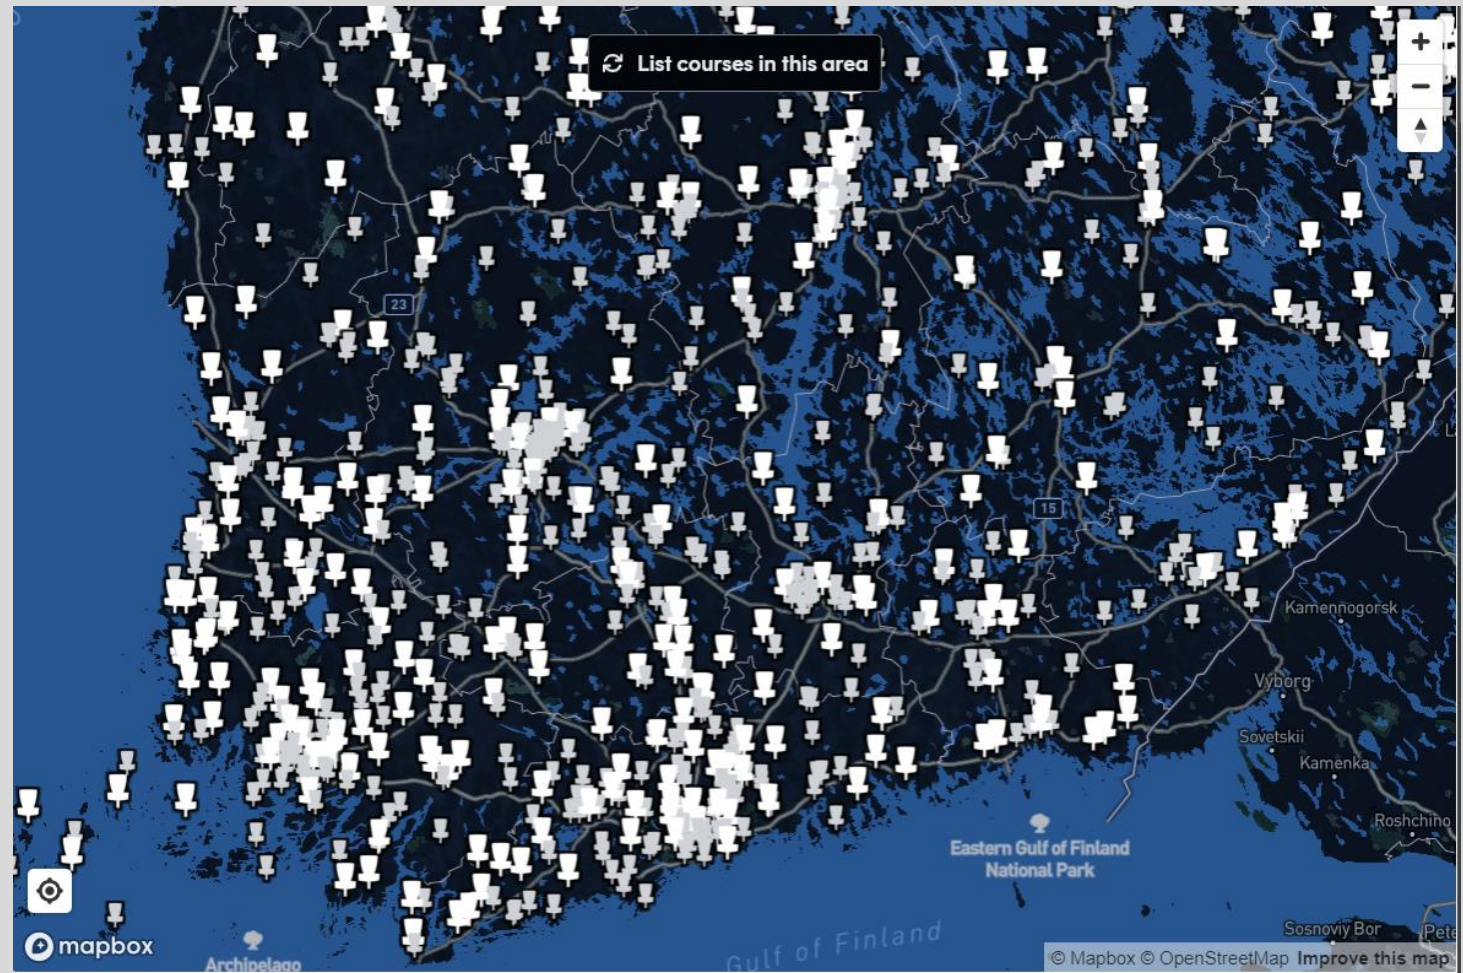 List courses in this area
23
15
Kamennogorsk
Vyborg
Sovetskii
Kamenka
Roshchino
Eastern Gulf of Finland
National Park
Gulf of Finland
Sosnoviy Bor
Pete
Archipelago
mapbox
© Mapbox © OpenStreetMap Improve this map